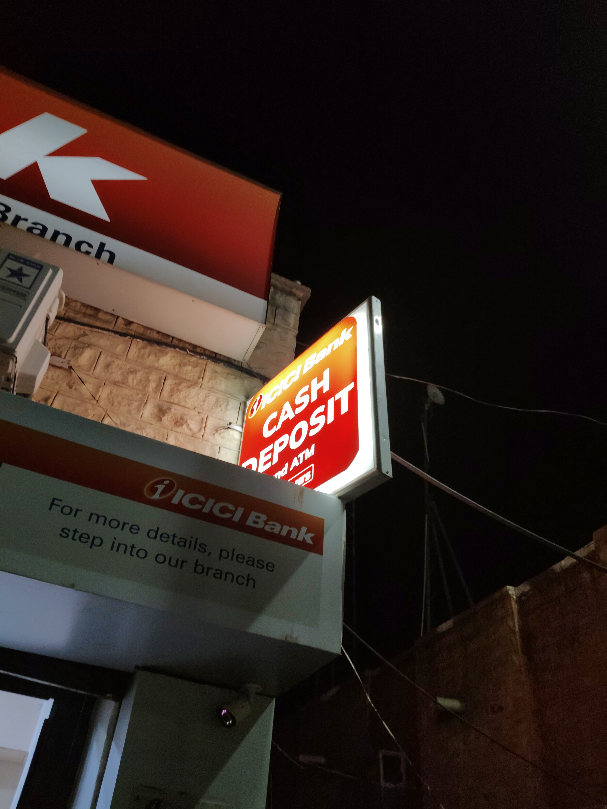 k
Branch
ICICI Bank
CASH
DEPOSIT
ATM
ICICI Bank
For more details, please
step into our branch